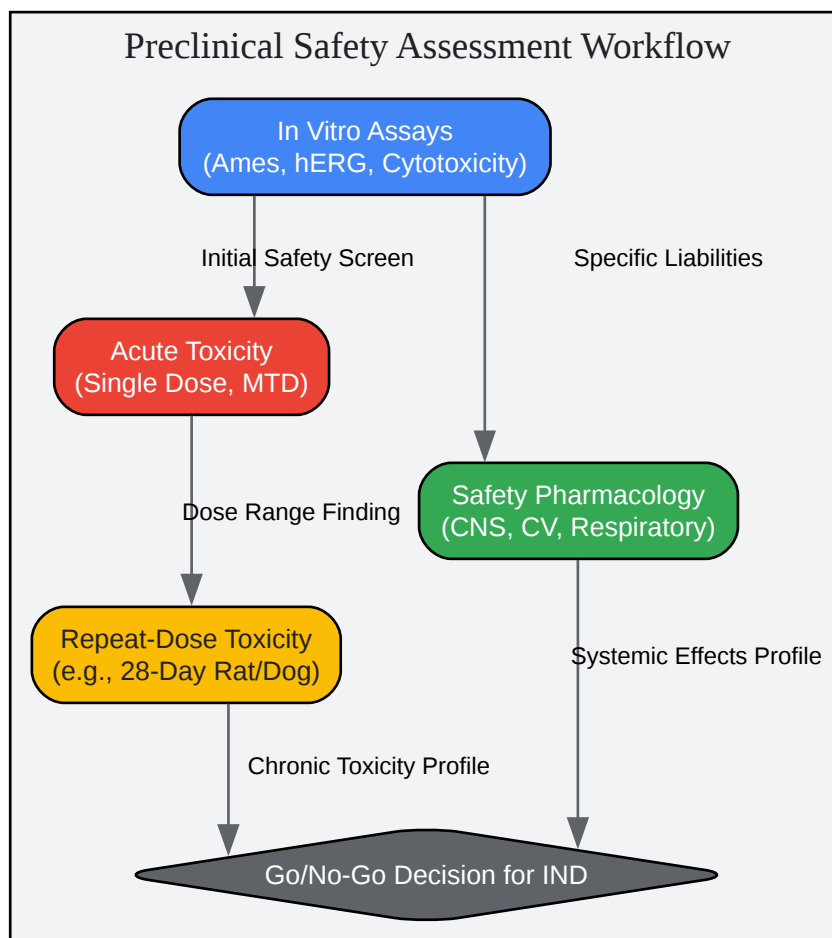 Preclinical Safety Assessment Workflow
In Vitro Assays
(Ames, hERG, Cytotoxicity)
Initial Safety Screen
Specific Liabilities
Acute Toxicity
(Single Dose, MTD)
Dose Range Finding
Safety Pharmacology
(CNS, CV, Respiratory)
Repeat-Dose Toxicity
(e.g., 28-Day Rat/Dog)
Systemic Effects Profile
Chronic Toxicity Profile
Go/No-Go Decision for IND